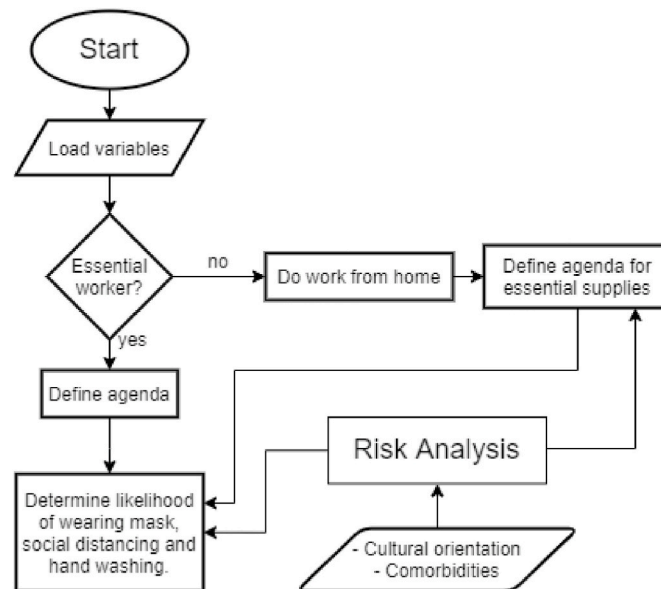 Start
Load variables
Essential
worker?
no
Do work from home
Define agenda for
essential supplies
yes
Define agenda
Risk Analysis
Determine likelihood
of wearing mask,
social distancing and
hand washing.
- Cultural orientation
- Comorbidities